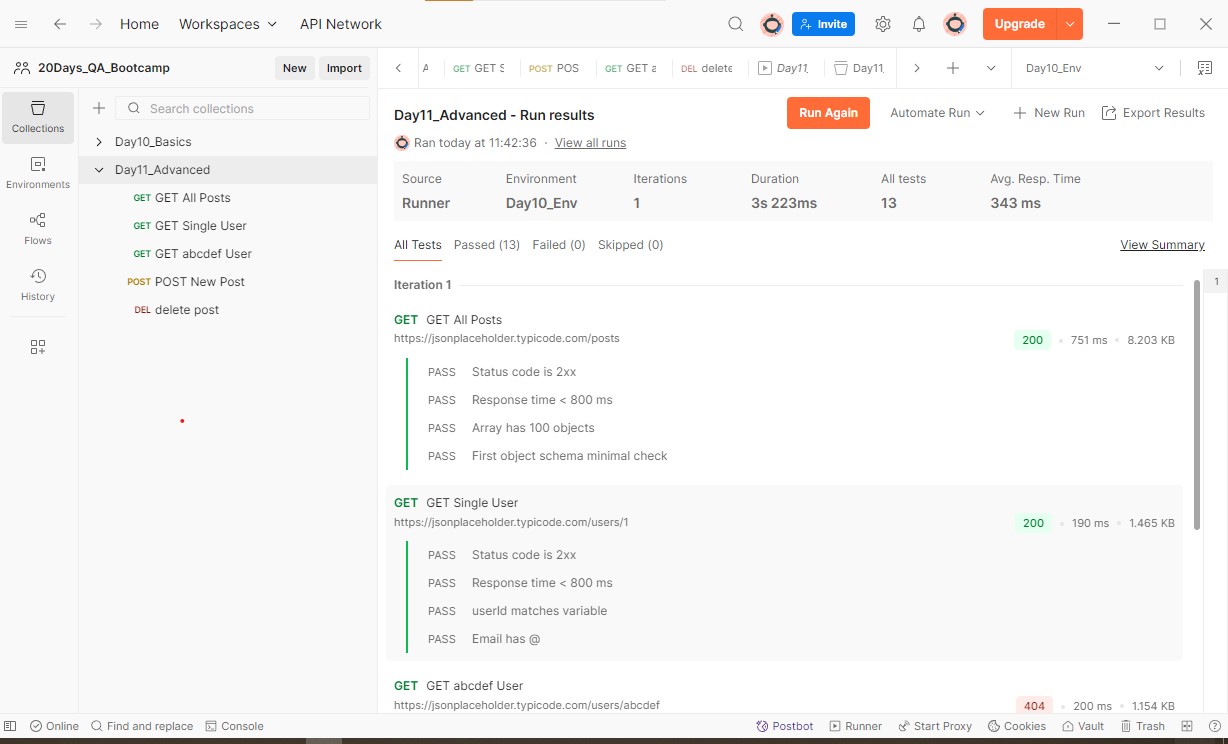 Home Workspaces API Network Invite Upgrade
20Days_QA_Bootcamp New Import
GET GET S POST POS GET GET a DEL delete Day11_ Day11_ Day10_Env
Collections
Environments
Flows
History
Search collections
Day10_Basics
Day11_Advanced
GET GET All Posts
GET GET Single User
GET GET abcdef User
POST POST New Post
DEL delete post
Day11_Advanced - Run results
Run Again Automate Run New Run Export Results
Ran today at 11:42:36 · View all runs
Source Environment Iterations Duration All tests Avg. Resp. Time
Runner Day10_Env 1 3s 223ms 13 343 ms
All Tests Passed (13) Failed (0) Skipped (0) View Summary
Iteration 1
1
GET GET All Posts
https://jsonplaceholder.typicode.com/posts
200 751 ms 8.203 KB
PASS Status code is 2xx
PASS Response time < 800 ms
PASS Array has 100 objects
PASS First object schema minimal check
GET GET Single User
https://jsonplaceholder.typicode.com/users/1
200 190 ms 1.465 KB
PASS Status code is 2xx
PASS Response time < 800 ms
PASS userId matches variable
PASS Email has @
GET GET abcdef User
https://jsonplaceholder.typicode.com/users/abcdef
404 200 ms 1.154 KB
Online Find and replace Console Postbot Runner Start Proxy Cookies Vault Trash